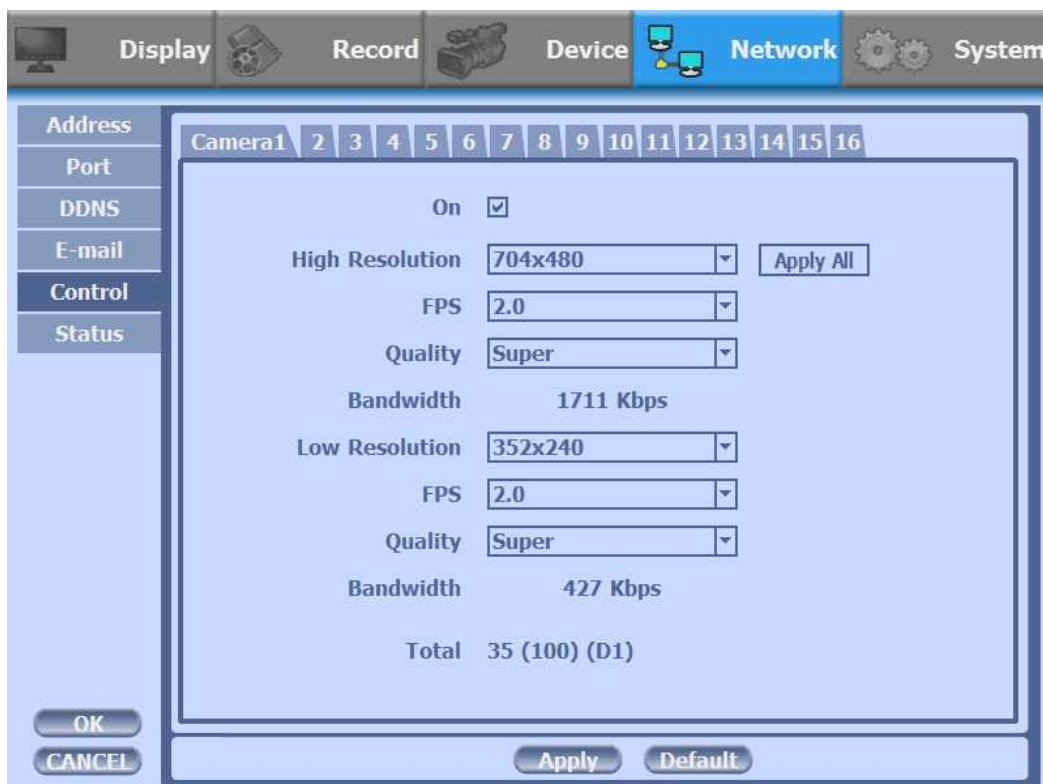 Display Record Device Network System
Address
Port
DDNS
E-mail
Control
Status
Camera1 2 3 4 5 6 7 8 9 10 11 12 13 14 15 16
On
High Resolution 704x480 Apply All
FPS 2.0
Quality Super
Bandwidth 1711 Kbps
Low Resolution 352x240
FPS 2.0
Quality Super
Bandwidth 427 Kbps
Total 35 (100) (D1)
OK
CANCEL
Apply Default